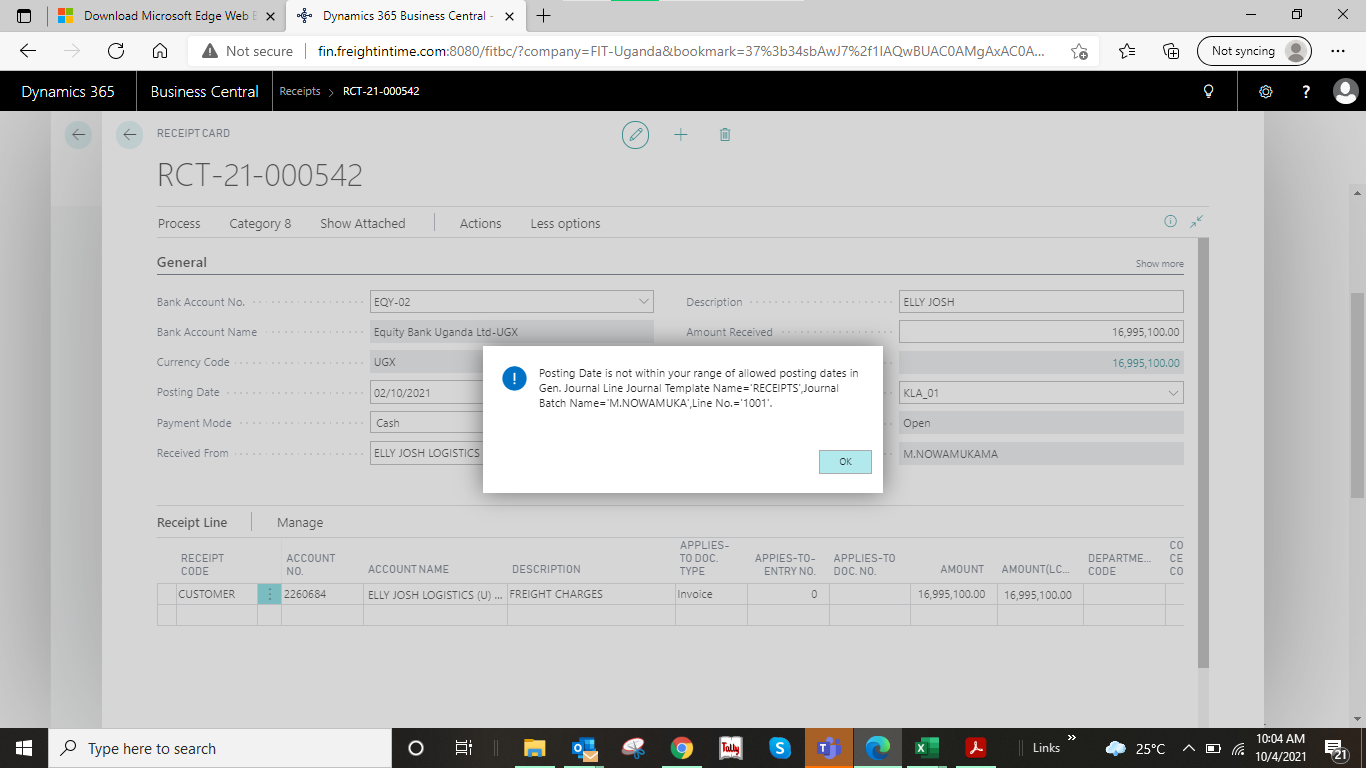 Download Microsoft Edge Web
Dynamics 365 Business Central -
Not secure
fin.freightintime.com:8080/fitbc/?company=FIT-Uganda&bookmark=37%3b34sbAwJ7%2f1IAQwBUAC0AMgAxAC0A...
Not syncing
Dynamics 365
Business Central
Receipts > RCT-21-000542
?
RECEIPT CARD
RCT-21-000542
Process
Category 8
Show Attached
Actions
Less options
General
Show more
Bank Account No.
EQY-02
Description
ELLY JOSH
Bank Account Name
Equity Bank Uganda Ltd-UGX
Amount Received
16,995,100.00
Currency Code
UGX
16,995,100.00
Posting Date
02/10/2021
KLA_01
Payment Mode
Cash
Open
Received From
ELLY JOSH LOGISTICS
M.NOWAMUKAMA
Posting Date is not within your range of allowed posting dates in
Gen. Journal Line Journal Template Name='RECEIPTS',Journal
Batch Name='M.NOWAMUKA',Line No.='1001'.
OK
Receipt Line
Manage
RECEIPT CODE
ACCOUNT NO.
ACCOUNT NAME
DESCRIPTION
APPLIES-TO DOC. TYPE
APPIES-TO-ENTRY NO.
APPLIES-TO DOC. NO.
AMOUNT
AMOUNT(LC...
DEPARTME... CODE
CO
CE
CO
CUSTOMER
2260684
ELLY JOSH LOGISTICS (U) ...
FREIGHT CHARGES
Invoice
0
16,995,100.00
16,995,100.00
Type here to search
Tally
Links
25°C
10:04 AM
10/4/2021
21